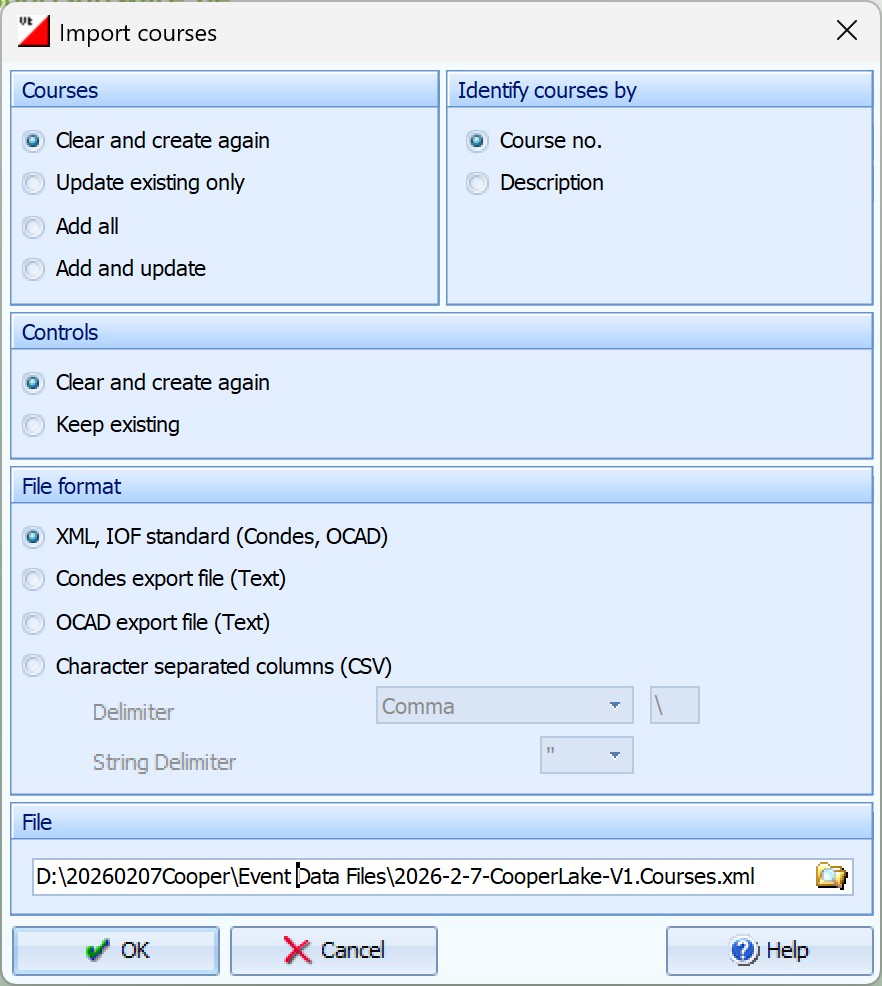 Vt
Import courses
Courses
Clear and create again
Update existing only
Add all
Add and update
Identify courses by
Course no.
Description
Controls
Clear and create again
Keep existing
File format
XML, IOF standard (Condes, OCAD)
Condes export file (Text)
OCAD export file (Text)
Character separated columns (CSV)
Delimiter Comma \
String Delimiter "
File
D:\20260207Cooper\Event Data Files\2026-2-7-CooperLake-V1.Courses.xml
OK Cancel Help